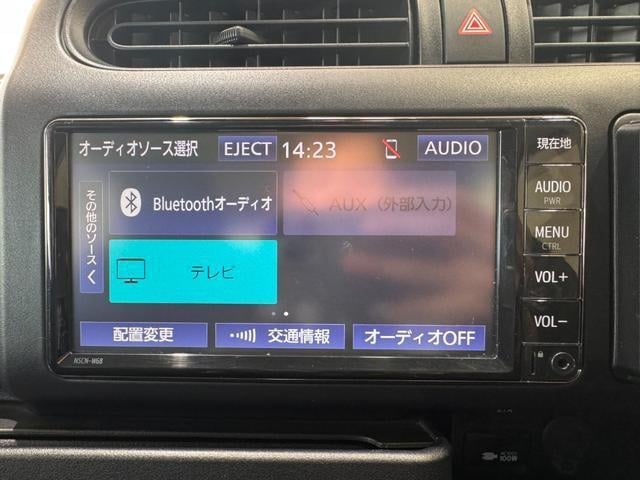 オーディオソース選択 EJECT 14:23 AUDIO
その他のソース
Bluetoothオーディオ
AUX (外部入力)
テレビ
配置変更 交通情報 オーディオOFF
NSCN-W68
現在地
AUDIO
PWR
MENU
CTRL
VOL+
VOL−
100W